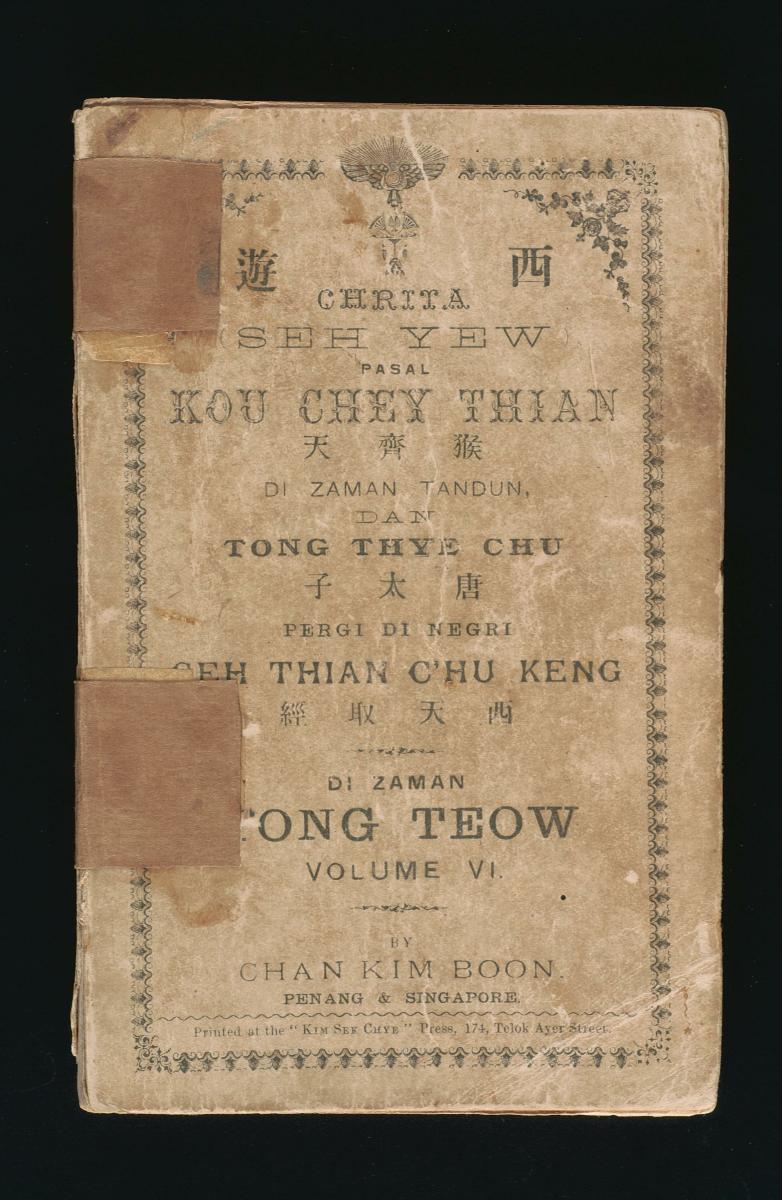 西遊
CHRITA
(SEH YEW)
PASAL
KOU CHEY THIAN
猴齊天
DI ZAMAN TANDUN,
DAN
TONG THYE CHU
唐太子
PERGI DI NEGRI
SEH THIAN C'HU KENG
西天取經
DI ZAMAN
TONG TEOW
VOLUME VI.
BY
CHAN KIM BOON.
PENANG & SINGAPORE.
Printed at the "KIM SEK CHYE" Press, 174, Telok Ayer Street.